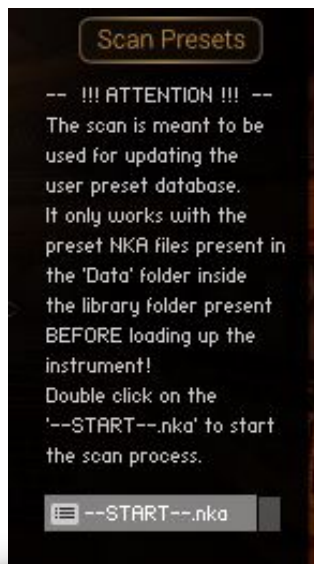 Scan Presets
-- !!! ATTENTION !!! --
The scan is meant to be
used for updating the
user preset database.
It only works with the
preset NKA files present in
the 'Data' folder inside
the library folder present
BEFORE loading up the
instrument!
Double click on the
'--START--.nka' to start
the scan process.
--START--.nka